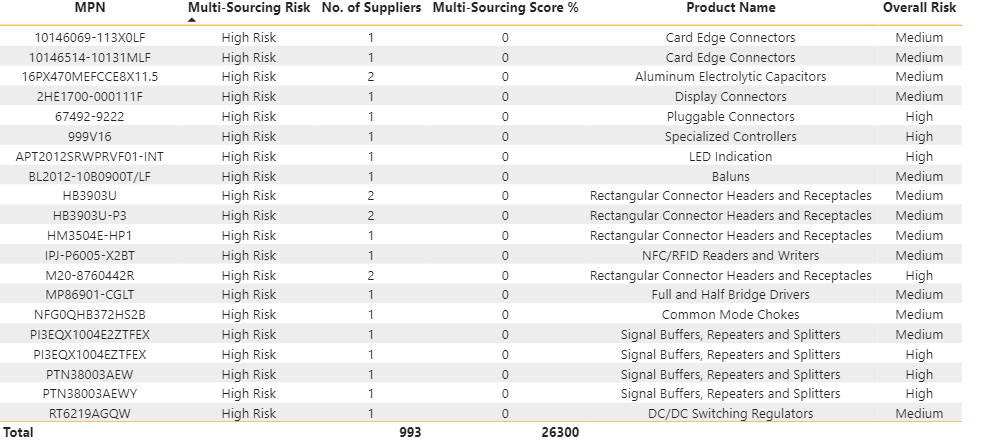 MPN Multi-Sourcing Risk No. of Suppliers Multi-Sourcing Score % Product Name Overall Risk
10146069-113X0LF High Risk 1 0 Card Edge Connectors Medium
10146514-10131MLF High Risk 1 0 Card Edge Connectors Medium
16PX470MEFCCE8X11.5 High Risk 2 0 Aluminum Electrolytic Capacitors Medium
2HE1700-000111F High Risk 1 0 Display Connectors Medium
67492-9222 High Risk 1 0 Pluggable Connectors High
999V16 High Risk 1 0 Specialized Controllers High
APT2012SRWPRVF01-INT High Risk 1 0 LED Indication High
BL2012-10B0900T/LF High Risk 1 0 Baluns Medium
HB3903U High Risk 2 0 Rectangular Connector Headers and Receptacles Medium
HB3903U-P3 High Risk 2 0 Rectangular Connector Headers and Receptacles Medium
HM3504E-HP1 High Risk 1 0 Rectangular Connector Headers and Receptacles Medium
IPJ-P6005-X2BT High Risk 1 0 NFC/RFID Readers and Writers Medium
M20-8760442R High Risk 2 0 Rectangular Connector Headers and Receptacles High
MP86901-CGLT High Risk 1 0 Full and Half Bridge Drivers Medium
NFG0QHB372HS2B High Risk 1 0 Common Mode Chokes Medium
PI3EQX1004E2ZTFEX High Risk 1 0 Signal Buffers, Repeaters and Splitters Medium
PI3EQX1004EZTFEX High Risk 1 0 Signal Buffers, Repeaters and Splitters High
PTN38003AEW High Risk 1 0 Signal Buffers, Repeaters and Splitters High
PTN38003AEWY High Risk 1 0 Signal Buffers, Repeaters and Splitters High
RT6219AGQW High Risk 1 0 DC/DC Switching Regulators Medium
Total 993 26300